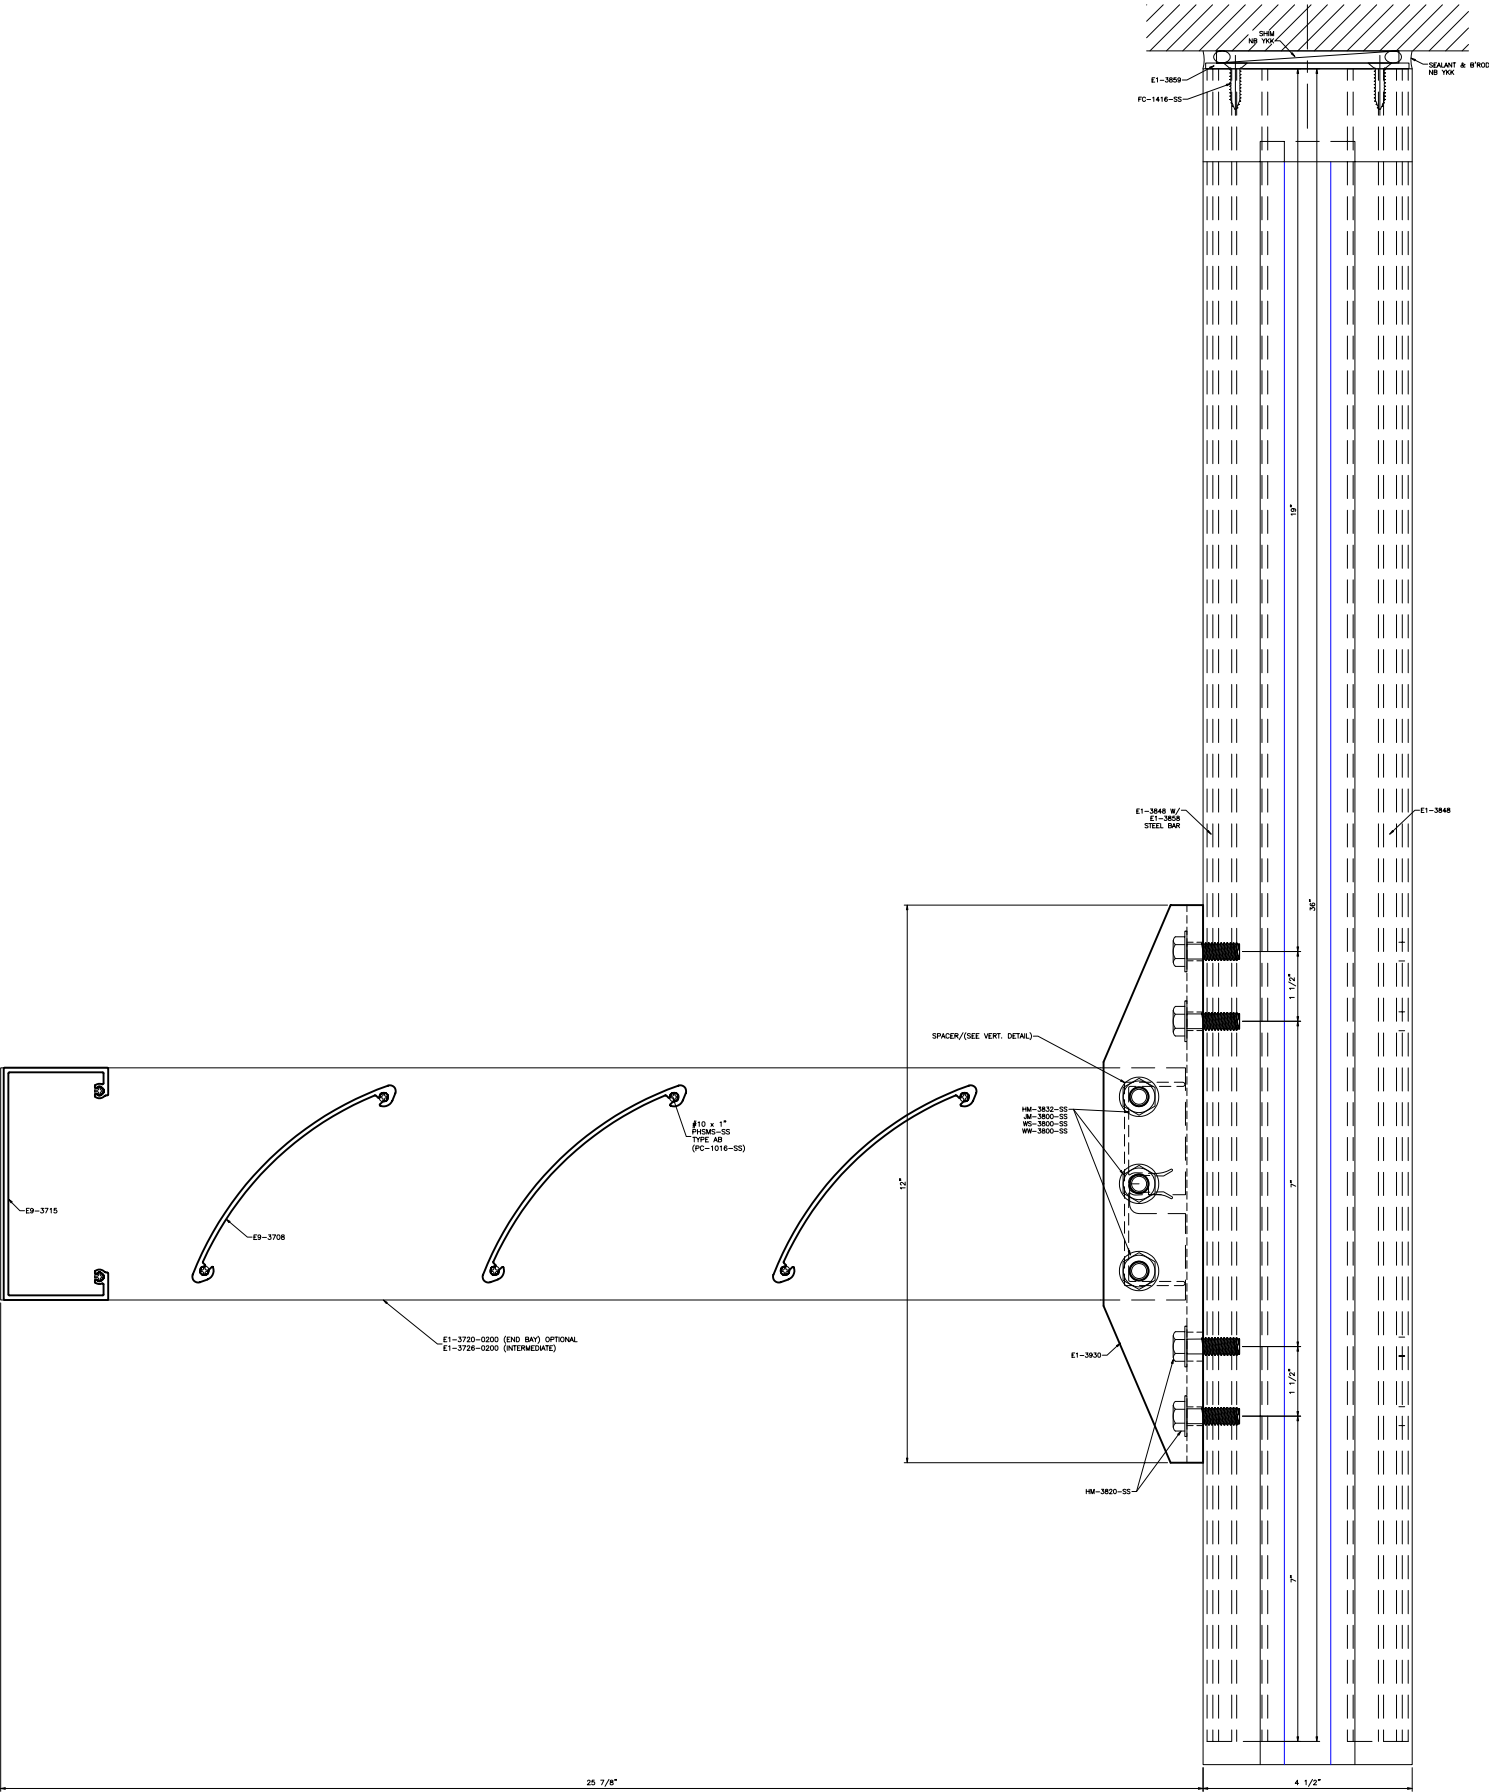 SHIM
NB YKK
SEALANT & B'ROD
NB YKK
E1-3859
FC-1416-SS
19"
E1-3848 W/
E1-3858
STEEL BAR
E1-3848
36"
1 1/2"
SPACER/(SEE VERT. DETAIL)
HM-3832-SS
JM-3800-SS
WS-3800-SS
WW-3800-SS
#10 x 1"
PHSMS-SS
TYPE AB
(PC-1016-SS)
12"
7"
E9-3715
E9-3708
E1-3720-0200 (END BAY) OPTIONAL
E1-3726-0200 (INTERMEDIATE)
E1-3930
1 1/2"
HM-3820-SS
7"
25 7/8"
4 1/2"